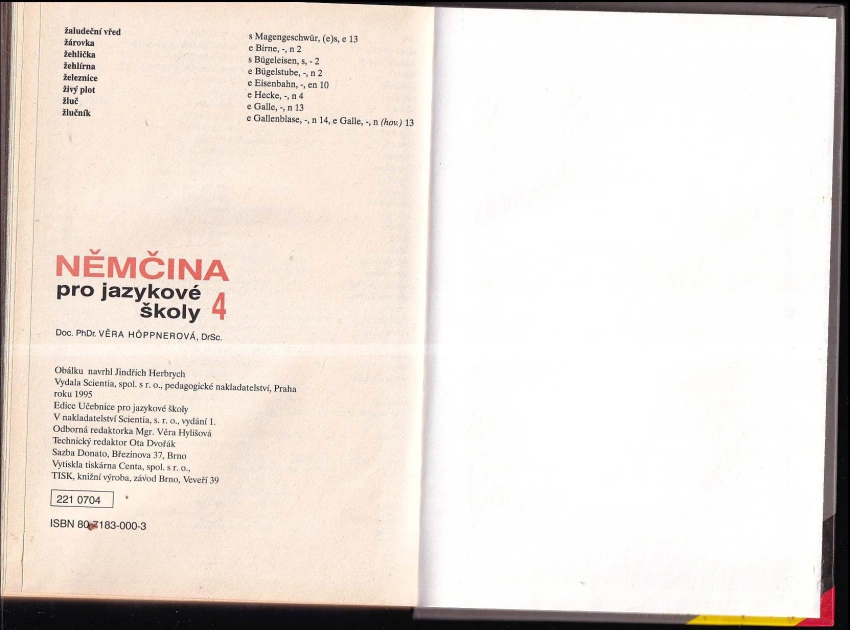 žaludeční vřed s Magengeschwür, (e)s, e 13
žárovka e Birne, -, n 2
žehlička s Bügeleisen, s, - 2
žehlírna e Bügelstube, -, n 2
železnice e Eisenbahn, -, en 10
živý plot e Hecke, -, n 4
žluč e Galle, -, n 13
žlučník e Gallenblase, -, n 14, e Galle, -, n (hov.) 13
NĚMČINA
pro jazykové
školy 4
Doc. PhDr. VĚRA HÖPPNEROVÁ, DrSc.
Obálku navrhl Jindřich Herbrych
Vydala Scientia, spol. s r. o., pedagogické nakladatelství, Praha
roku 1995
Edice Učebnice pro jazykové školy
V nakladatelství Scientia, s. r. o., vydání 1.
Odborná redaktorka Mgr. Věra Hylišová
Technický redaktor Ota Dvořák
Sazba Donato, Březinova 37, Brno
Vytiskla tiskárna Centa, spol. s r. o.,
TISK, knižní výroba, závod Brno, Veveří 39
221 0704
ISBN 80-7183-000-3